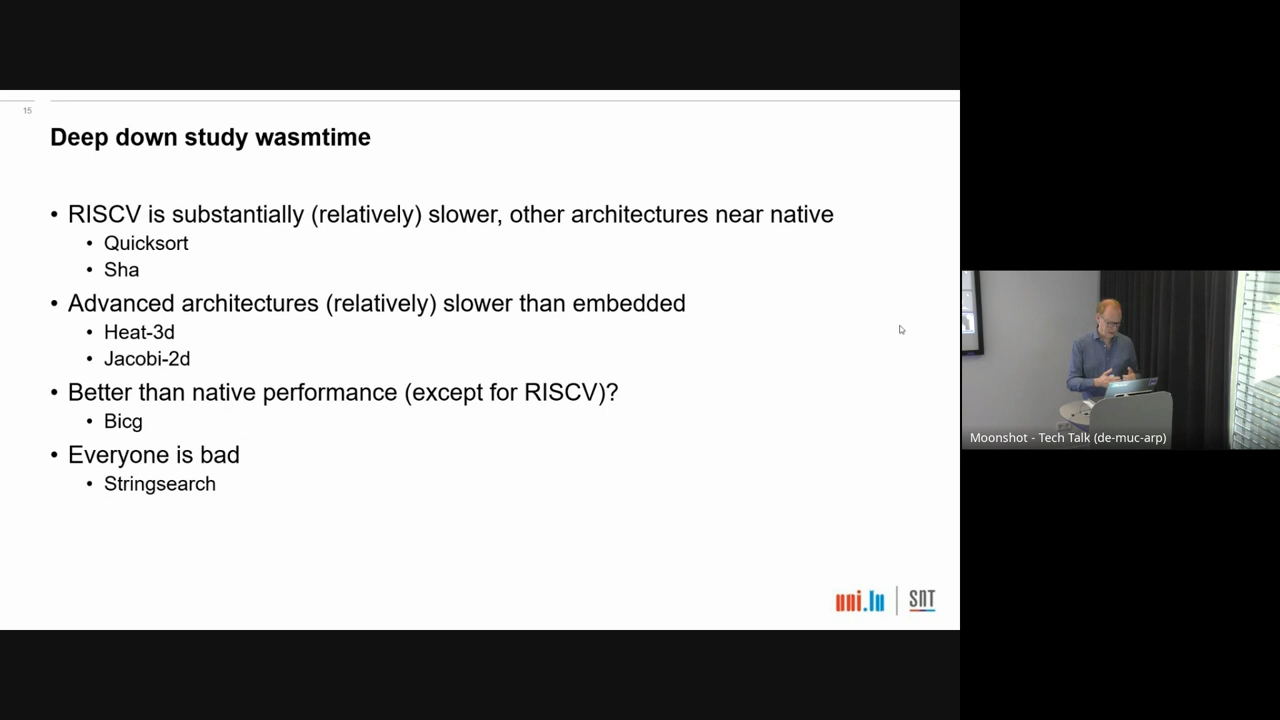 15
Deep down study wasmtime
• RISCV is substantially (relatively) slower, other architectures near native
• Quicksort
• Sha
• Advanced architectures (relatively) slower than embedded
• Heat-3d
• Jacobi-2d
• Better than native performance (except for RISCV)?
• Bicg
• Everyone is bad
• Stringsearch
uni.lu
SNT
Moonshot - Tech Talk (de-muc-arp)